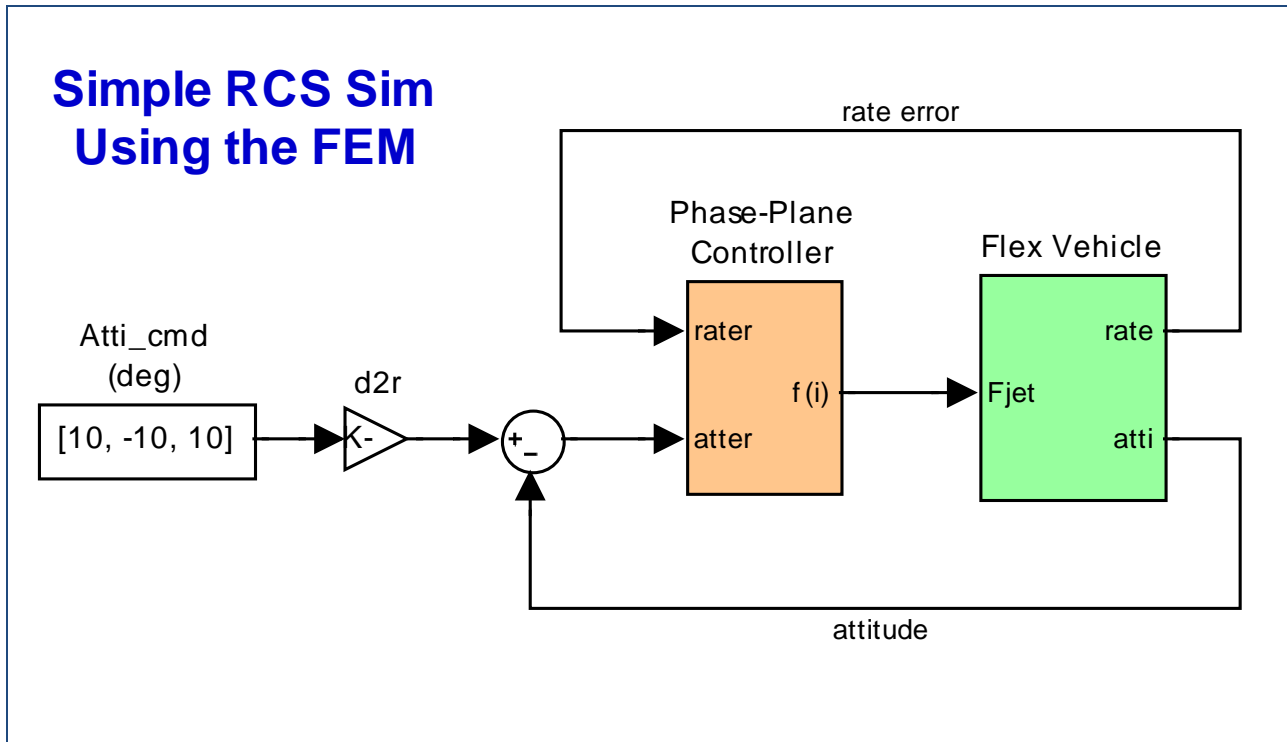 Simple RCS Sim
Using the FEM
rate error
Phase-Plane
Controller
Flex Vehicle
Atti_cmd
(deg)
d2r
[10, -10, 10]
K-
+
−
rater
atter
f(i)
Fjet
rate
atti
attitude